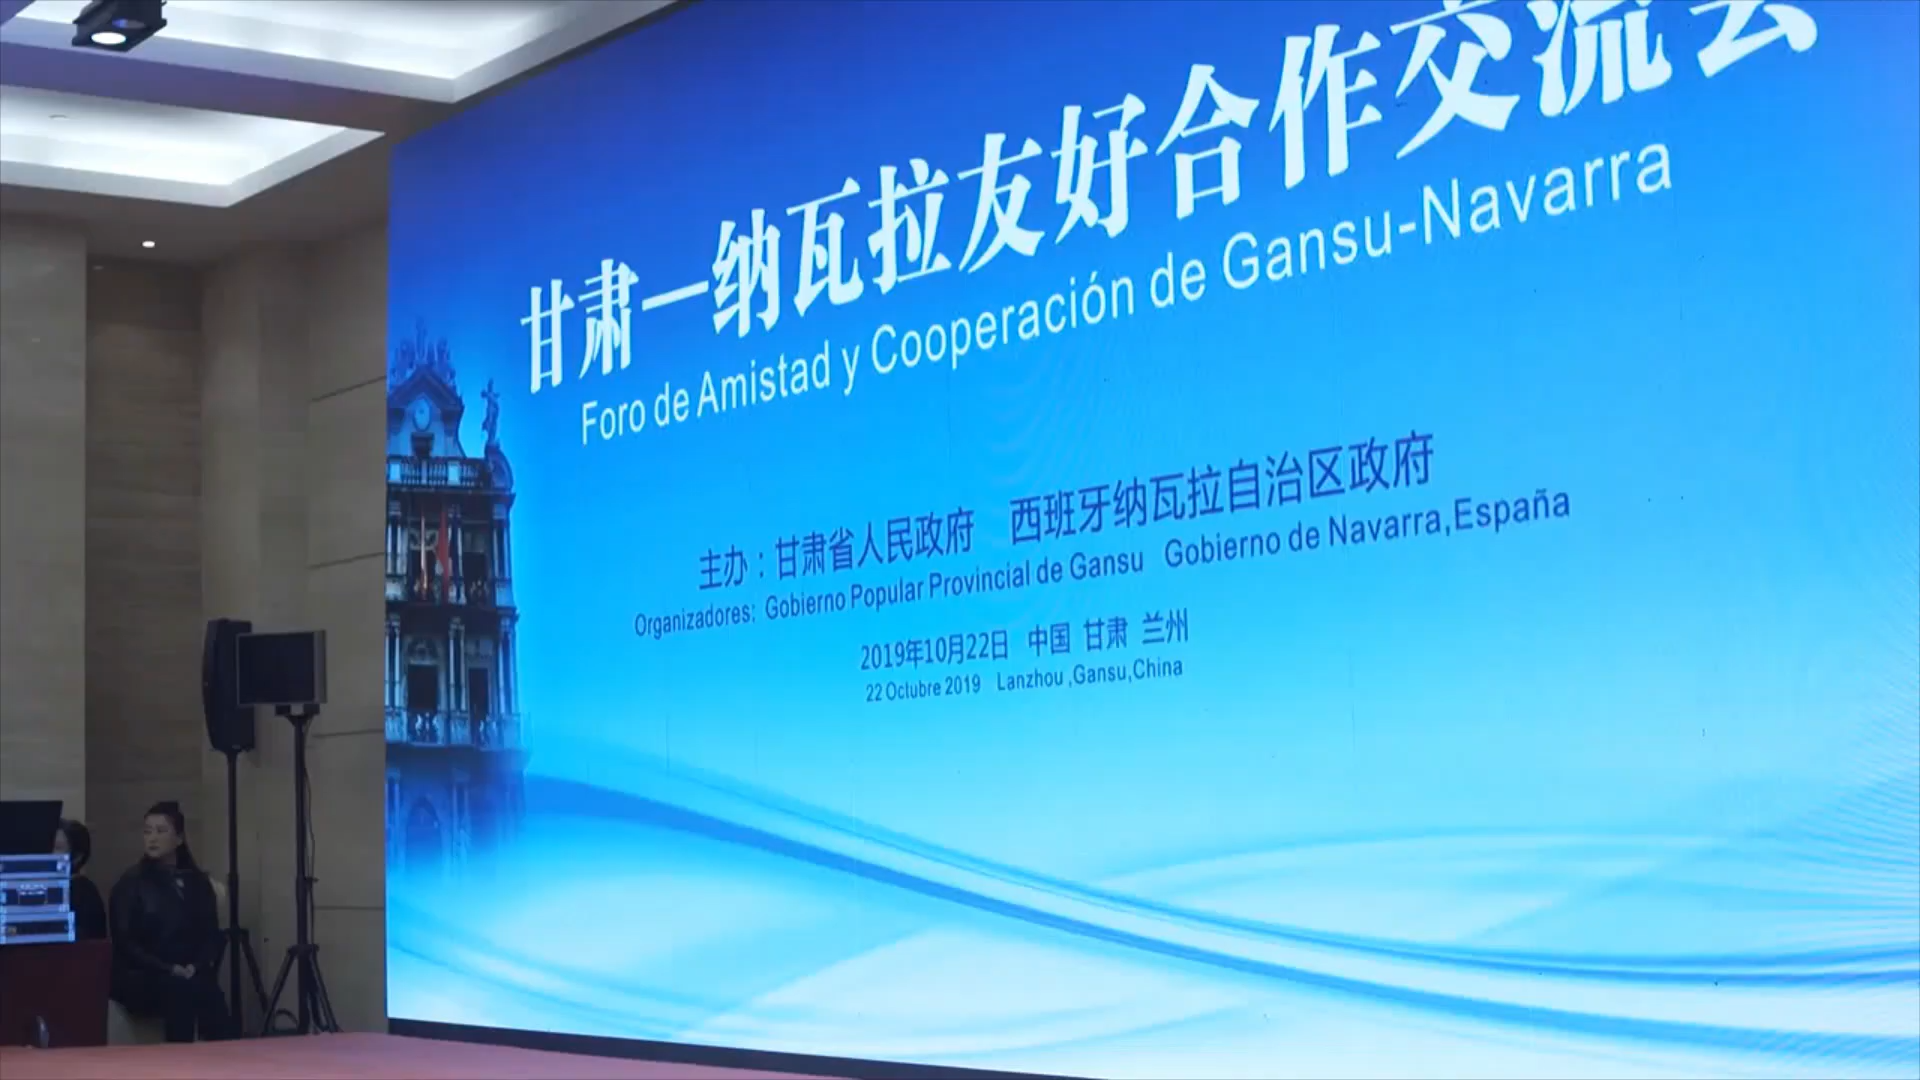 甘肃—纳瓦拉友好合作交流会
Foro de Amistad y Cooperación de Gansu-Navarra
主办：甘肃省人民政府 西班牙纳瓦拉自治区政府
Organizadores: Gobierno Popular Provincial de Gansu Gobierno de Navarra,España
2019年10月22日 中国 甘肃 兰州
22 Octubre 2019 Lanzhou ,Gansu,China